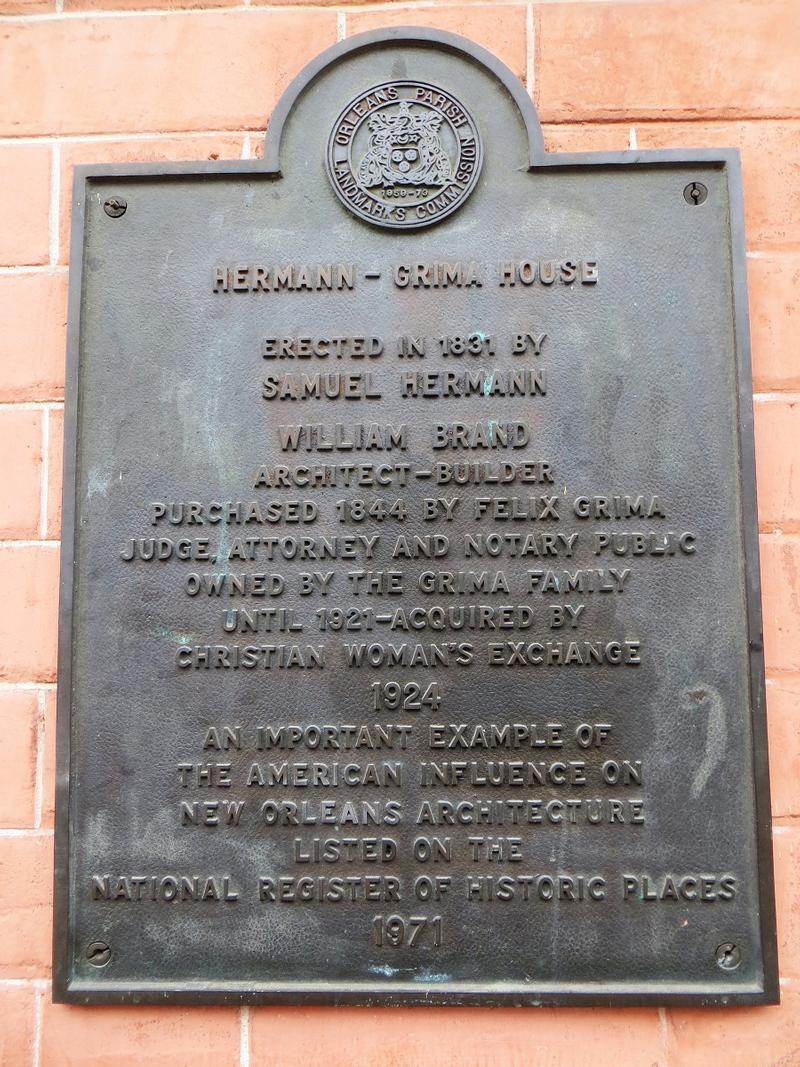 ORLEANS PARISH
LANDMARKS COMMISSION
1959-73
HERMANN - GRIMA HOUSE
ERECTED IN 1831 BY
SAMUEL HERMANN
WILLIAM BRAND
ARCHITECT-BUILDER
PURCHASED 1844 BY FELIX GRIMA
JUDGE, ATTORNEY AND NOTARY PUBLIC
OWNED BY THE GRIMA FAMILY
UNTIL 1921-ACQUIRED BY
CHRISTIAN WOMAN'S EXCHANGE
1924
AN IMPORTANT EXAMPLE OF
THE AMERICAN INFLUENCE ON
NEW ORLEANS ARCHITECTURE
LISTED ON THE
NATIONAL REGISTER OF HISTORIC PLACES
1971